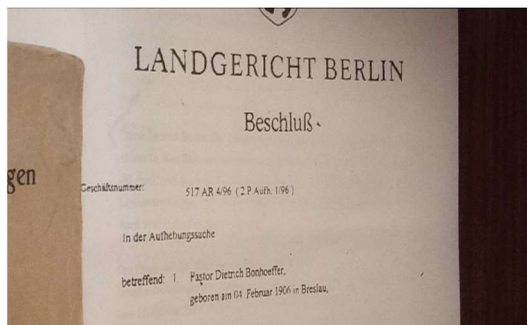 gen
LANDGERICHT BERLIN
Beschluß
Geschäftsnummer: 517 AR 4/96 ( 2 P Aufh. 1/96 )
In der Aufhebungssache
betreffend: 1. Pastor Dietrich Bonhoeffer,
geboren am 04. Februar 1906 in Breslau,